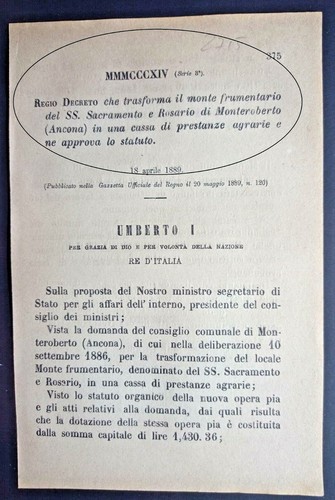 375
MMMCCCXIV (Serie 3ª).
REGIO DECRETO che trasforma il monte frumentario
del SS. Sacramento e Rosario di Monteroberto
(Ancona) in una cassa di prestanze agrarie e
ne approva lo statuto.
18 aprile 1889.
(Pubblicato nella Gazzetta Ufficiale del Regno il 20 maggio 1889, n. 120)
UMBERTO I
PER GRAZIA DI DIO E PER VOLONTÀ DELLA NAZIONE
RE D'ITALIA
Sulla proposta del Nostro ministro segretario di
Stato per gli affari dell'interno, presidente del con-
siglio dei ministri;
Vista la domanda del consiglio comunale di Mon-
teroberto (Ancona), di cui nella deliberazione 10
settembre 1886, per la trasformazione del locale
Monte frumentario, denominato del SS. Sacramento
e Rosario, in una cassa di prestanze agrarie;
Visto lo statuto organico della nuova opera pia
e gli atti relativi alla domanda, dai quali risulta
che la dotazione della stessa opera pia è costituita
dalla somma capitale di lire 1,430. 36;